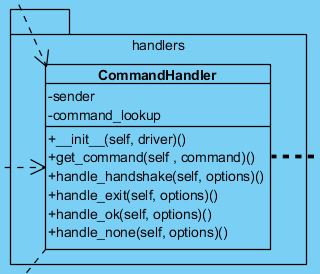 handlers
CommandHandler
-sender
-command_lookup
+__init__(self, driver)()
+get_command(self , command)()
+handle_handshake(self, options)()
+handle_exit(self, options)()
+handle_ok(self, options)()
+handle_none(self, options)()